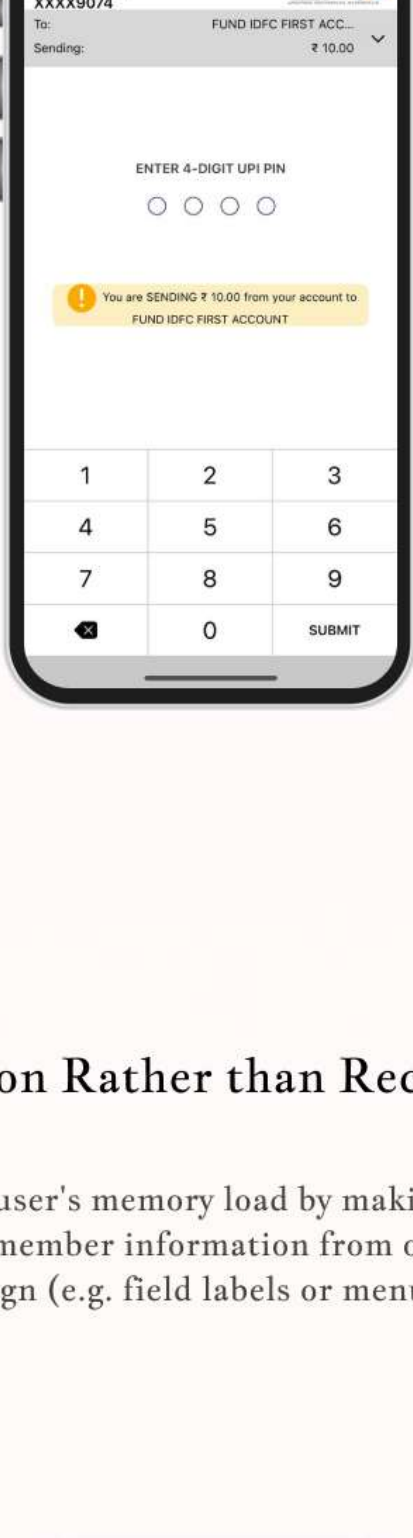 XXXX9074
To: FUND IDFC FIRST ACC...
Sending: ₹ 10.00
ENTER 4-DIGIT UPI PIN
You are SENDING ₹ 10.00 from your account to
FUND IDFC FIRST ACCOUNT
1 2 3
4 5 6
7 8 9
0 SUBMIT
on Rather than Rec
user's memory load by maki
member information from o
gn (e.g. field labels or menu